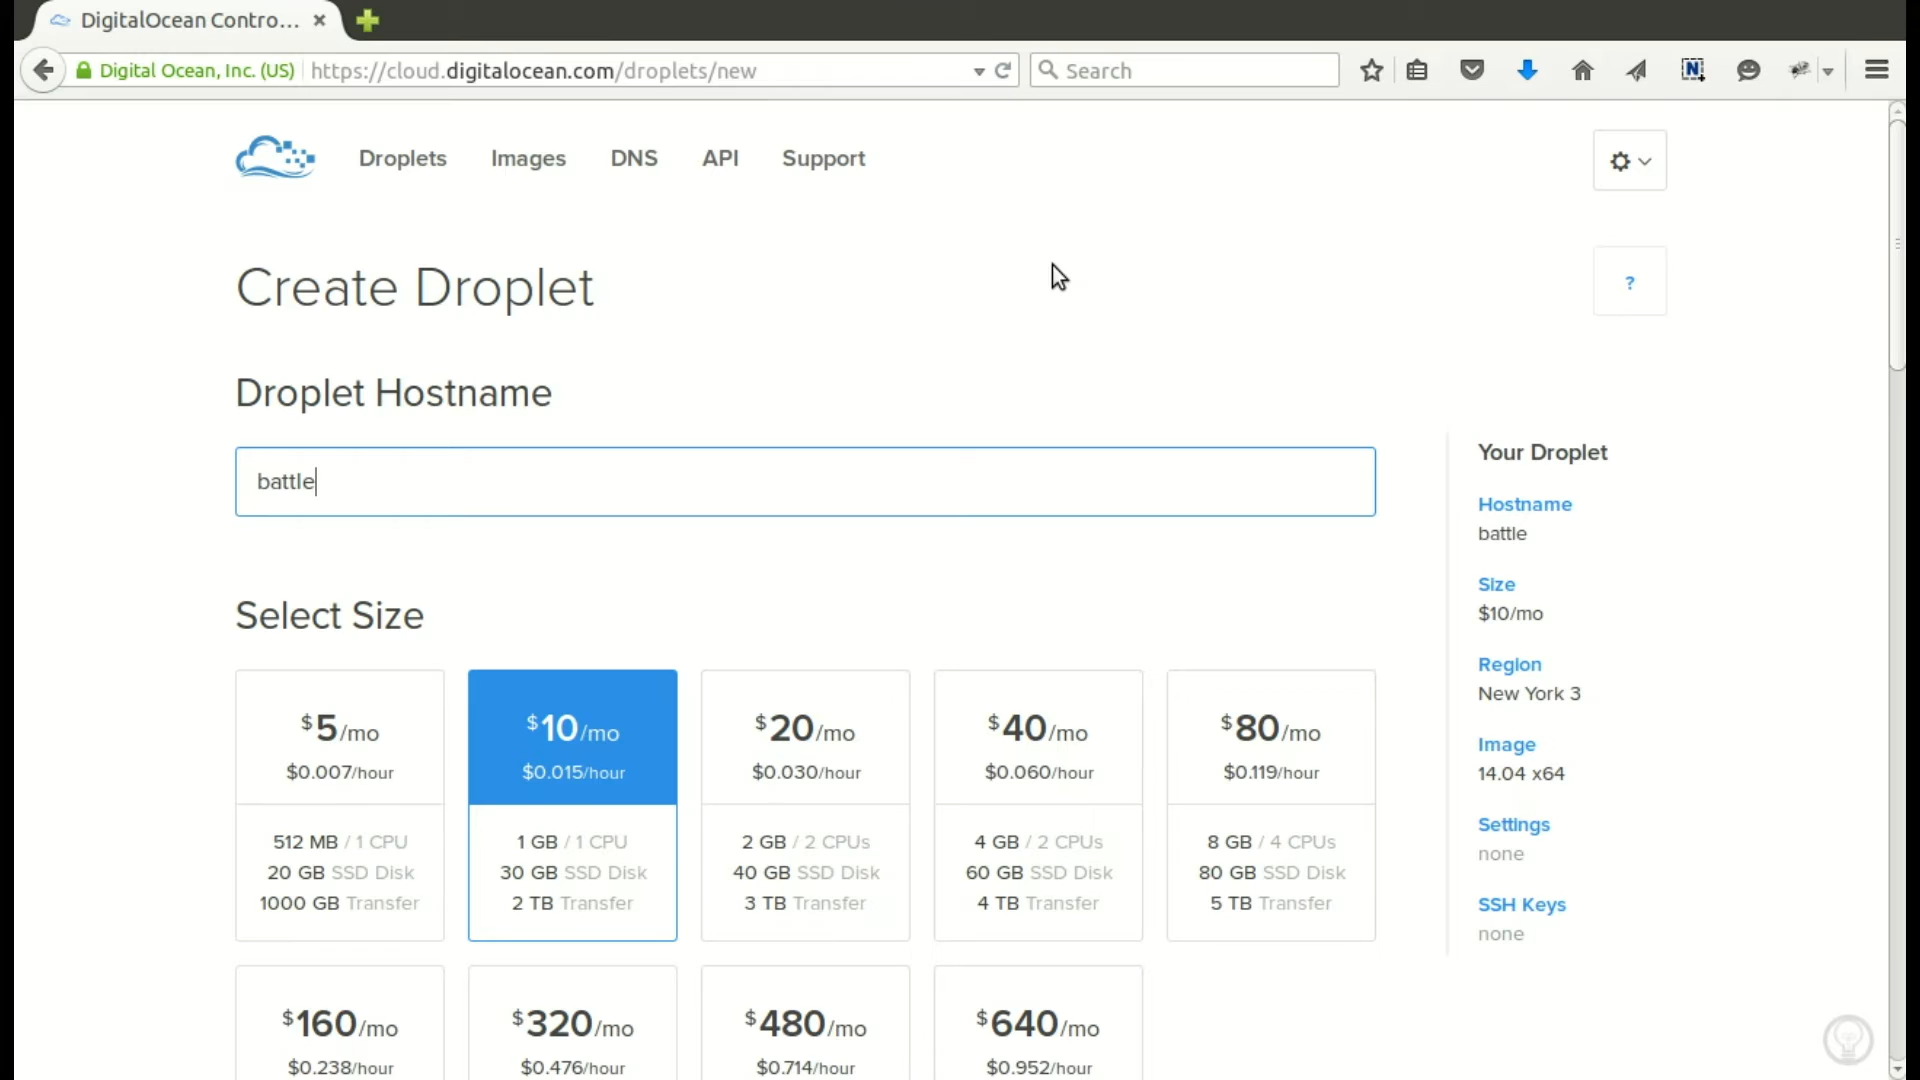 DigitalOcean Contro...
Digital Ocean, Inc. (US) https://cloud.digitalocean.com/droplets/new Search
Droplets Images DNS API Support
Create Droplet
?
Droplet Hostname
battle
Your Droplet
Hostname
battle
Size
$10/mo
Region
New York 3
Image
14.04 x64
Settings
none
SSH Keys
none
Select Size
$5/mo
$0.007/hour
512 MB / 1 CPU
20 GB SSD Disk
1000 GB Transfer
$10/mo
$0.015/hour
1 GB / 1 CPU
30 GB SSD Disk
2 TB Transfer
$20/mo
$0.030/hour
2 GB / 2 CPUs
40 GB SSD Disk
3 TB Transfer
$40/mo
$0.060/hour
4 GB / 2 CPUs
60 GB SSD Disk
4 TB Transfer
$80/mo
$0.119/hour
8 GB / 4 CPUs
80 GB SSD Disk
5 TB Transfer
$160/mo
$0.238/hour
$320/mo
$0.476/hour
$480/mo
$0.714/hour
$640/mo
$0.952/hour